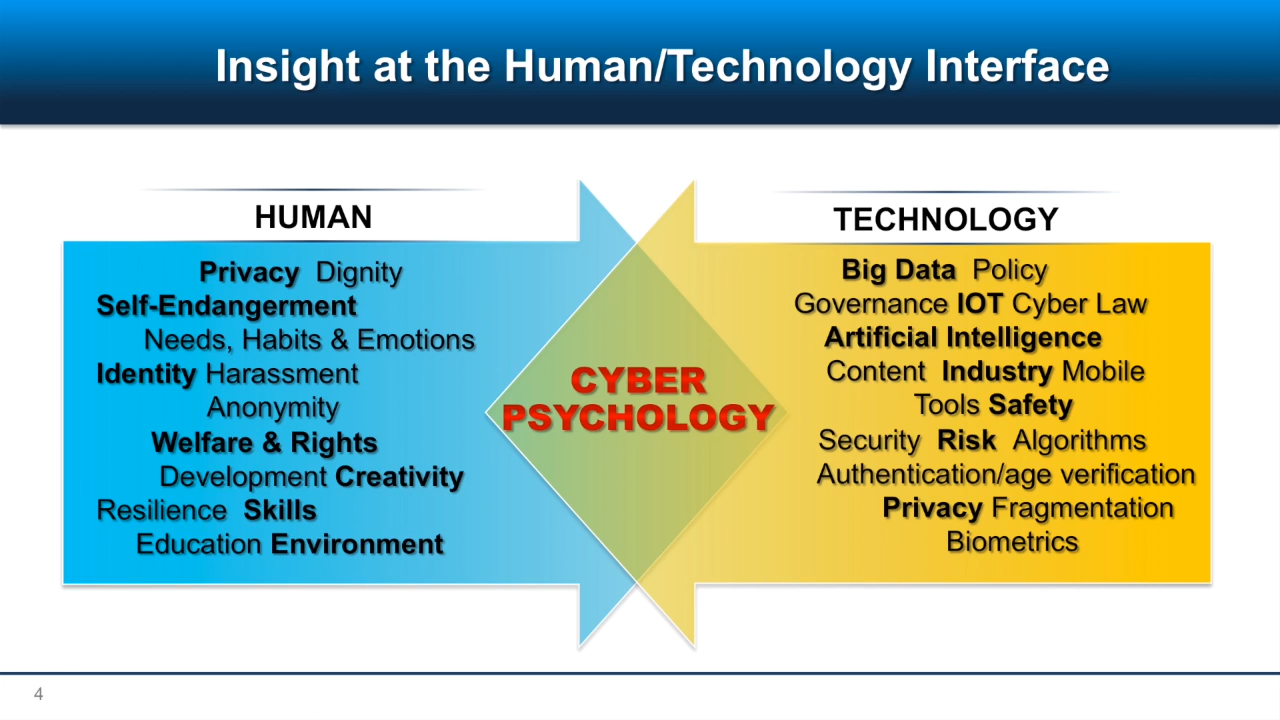 Insight at the Human/Technology Interface
HUMAN
Privacy Dignity
Self-Endangerment
Needs, Habits & Emotions
Identity Harassment
Anonymity
Welfare & Rights
Development Creativity
Resilience Skills
Education Environment
CYBER
PSYCHOLOGY
TECHNOLOGY
Big Data Policy
Governance IOT Cyber Law
Artificial Intelligence
Content Industry Mobile
Tools Safety
Security Risk Algorithms
Authentication/age verification
Privacy Fragmentation
Biometrics
4